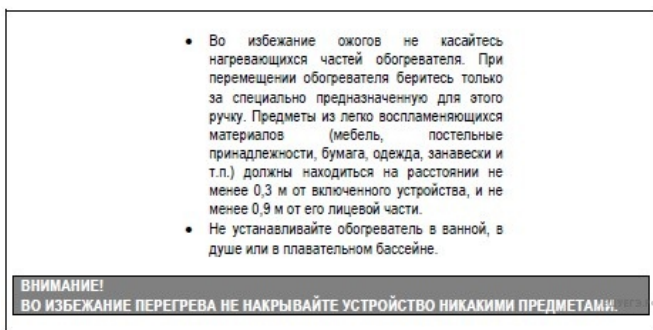 • Во избежание ожогов не касайтесь
нагревающихся частей обогревателя. При
перемещении обогревателя беритесь только
за специально предназначенную для этого
ручку. Предметы из легко воспламеняющихся
материалов (мебель, постельные
принадлежности, бумага, одежда, занавески и
т.п.) должны находиться на расстоянии не
менее 0,3 м от включенного устройства, и не
менее 0,9 м от его лицевой части.
• Не устанавливайте обогреватель в ванной, в
душе или в плавательном бассейне.
ВНИМАНИЕ!
ВО ИЗБЕЖАНИЕ ПЕРЕГРЕВА НЕ НАКРЫВАЙТЕ УСТРОЙСТВО НИКАКИМИ ПРЕДМЕТАМИ.